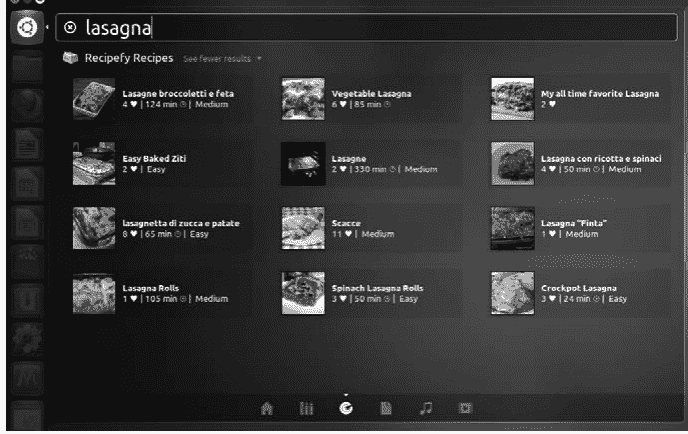 lasagna
Recipefy Recipes See fewer results
Lasagne broccoletti e feta
4 ♥ | 124 min | Medium
Vegetable Lasagna
6 ♥ | 85 min
My all time favorite Lasagna
2 ♥
Easy Baked Ziti
2 ♥ | Easy
Lasagne
2 ♥ | 330 min | Medium
Lasagna con ricotta e spinaci
4 ♥ | 50 min | Medium
lasagnetta di zucca e patate
8 ♥ | 65 min | Easy
Scacce
11 ♥ | Medium
Lasagna "Finta"
1 ♥ | Medium
Lasagna Rolls
1 ♥ | 105 min | Medium
Spinach Lasagna Rolls
3 ♥ | 50 min | Easy
Crockpot Lasagna
3 ♥ | 24 min | Easy